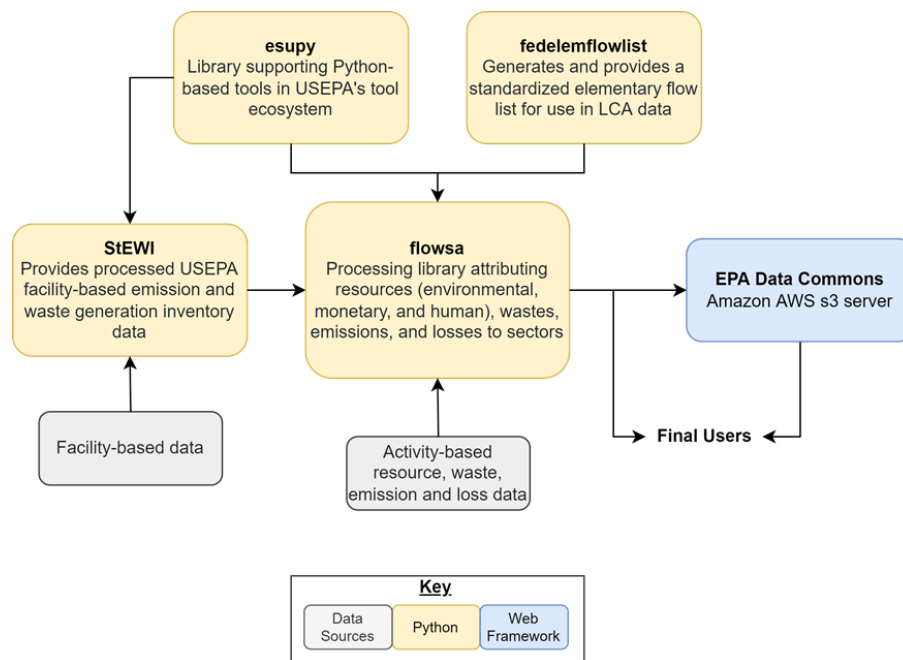 esupy
Library supporting Python-
based tools in USEPA's tool
ecosystem
fedelemflowlist
Generates and provides a
standardized elementary flow
list for use in LCA data
StEWI
Provides processed USEPA
facility-based emission and
waste generation inventory
data
flowsa
Processing library attributing
resources (environmental,
monetary, and human), wastes,
emissions, and losses to sectors
EPA Data Commons
Amazon AWS s3 server
Facility-based data
Activity-based
resource, waste,
emission and loss data
Final Users
Key
Data
Sources
Python
Web
Framework